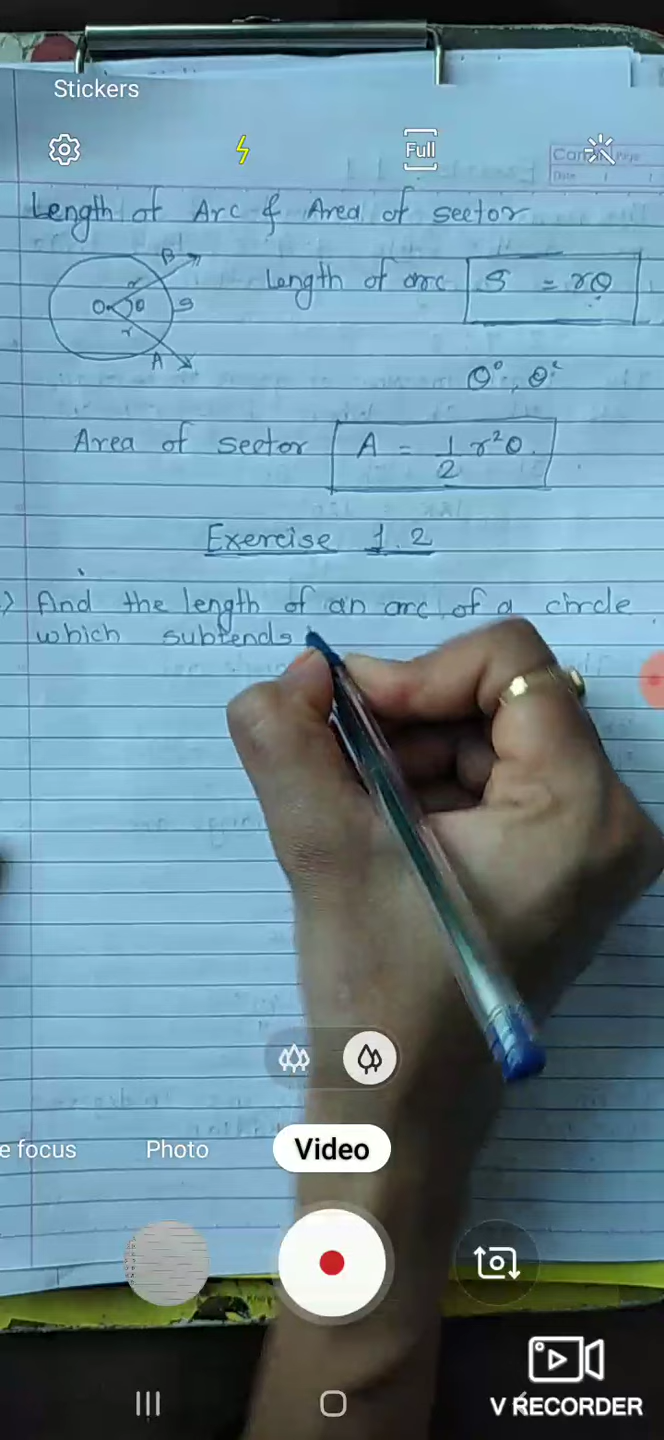 Stickers
Full
Length of Arc & Area of sector
B
r
Length of arc S = rθ
O θ S
r
A
θ°, θᶜ
Area of sector A = 1/2 r²θ.
Exercise 1.2
) Find the length of an arc of a circle
which subtends
e focus Photo Video
V RECORDER